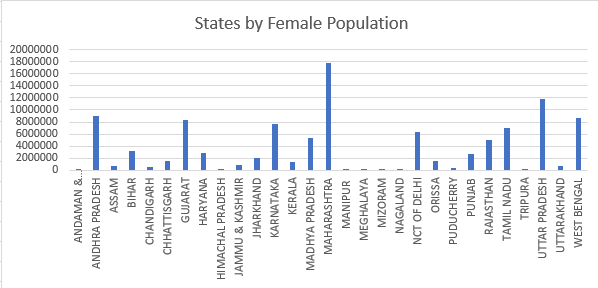 States by Female Population
20000000
18000000
16000000
14000000
12000000
10000000
8000000
6000000
4000000
2000000
0
ANDAMAN &...
ANDHRA PRADESH
ASSAM
BIHAR
CHANDIGARH
CHHATTISGARH
GUJARAT
HARYANA
HIMACHAL PRADESH
JAMMU & KASHMIR
JHARKHAND
KARNATAKA
KERALA
MADHYA PRADESH
MAHARASHTRA
MANIPUR
MEGHALAYA
MIZORAM
NAGALAND
NCT OF DELHI
ORISSA
PUDUCHERRY
PUNJAB
RAJASTHAN
TAMIL NADU
TRIPURA
UTTAR PRADESH
UTTARAKHAND
WEST BENGAL